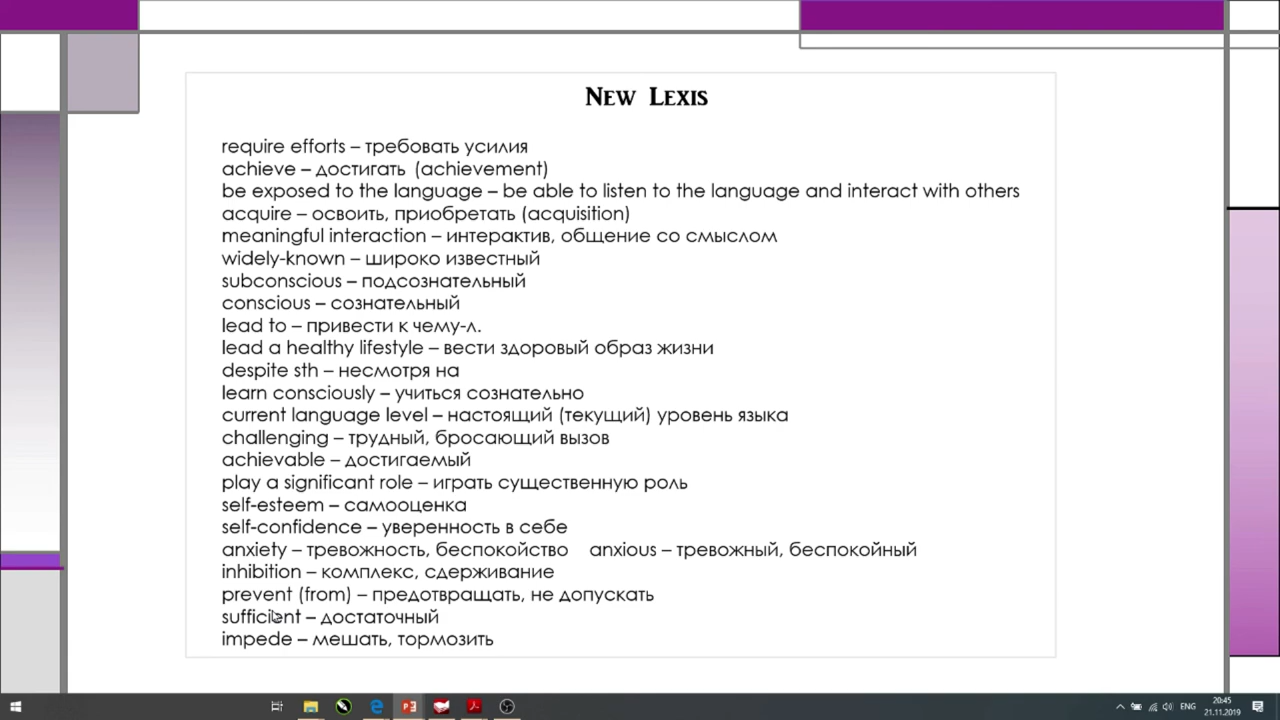 New Lexis
require efforts – требовать усилия
achieve – достигать (achievement)
be exposed to the language – be able to listen to the language and interact with others
acquire – освоить, приобретать (acquisition)
meaningful interaction – интерактив, общение со смыслом
widely-known – широко известный
subconscious – подсознательный
conscious – сознательный
lead to – привести к чему-л.
lead a healthy lifestyle – вести здоровый образ жизни
despite sth – несмотря на
learn consciously – учиться сознательно
current language level – настоящий (текущий) уровень языка
challenging – трудный, бросающий вызов
achievable – достигаемый
play a significant role – играть существенную роль
self-esteem – самооценка
self-confidence – уверенность в себе
anxiety – тревожность, беспокойство anxious – тревожный, беспокойный
inhibition – комплекс, сдерживание
prevent (from) – предотвращать, не допускать
sufficient – достаточный
impede – мешать, тормозить
ENG
20:45
21.11.2019